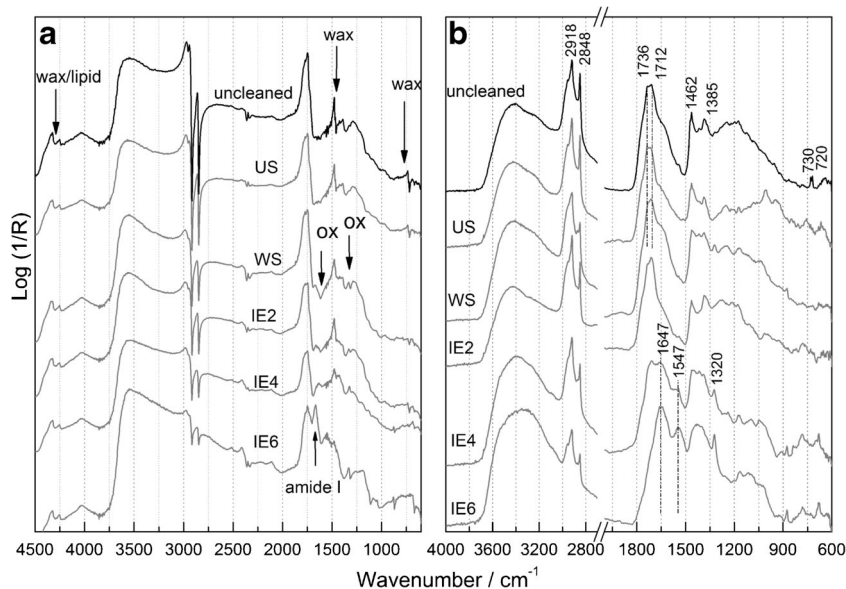 a
wax/lipid
wax
wax
uncleaned
US
WS
ox
ox
IE2
IE4
IE6
amide I
4500 4000 3500 3000 2500 2000 1500 1000
Log (1/R)
b
2918
2848
1736
1712
1462
1385
730
720
uncleaned
US
WS
IE2
1647
1547
1320
IE4
IE6
4000 3600 3200 2800 1800 1500 1200 900 600
Wavenumber / cm-1